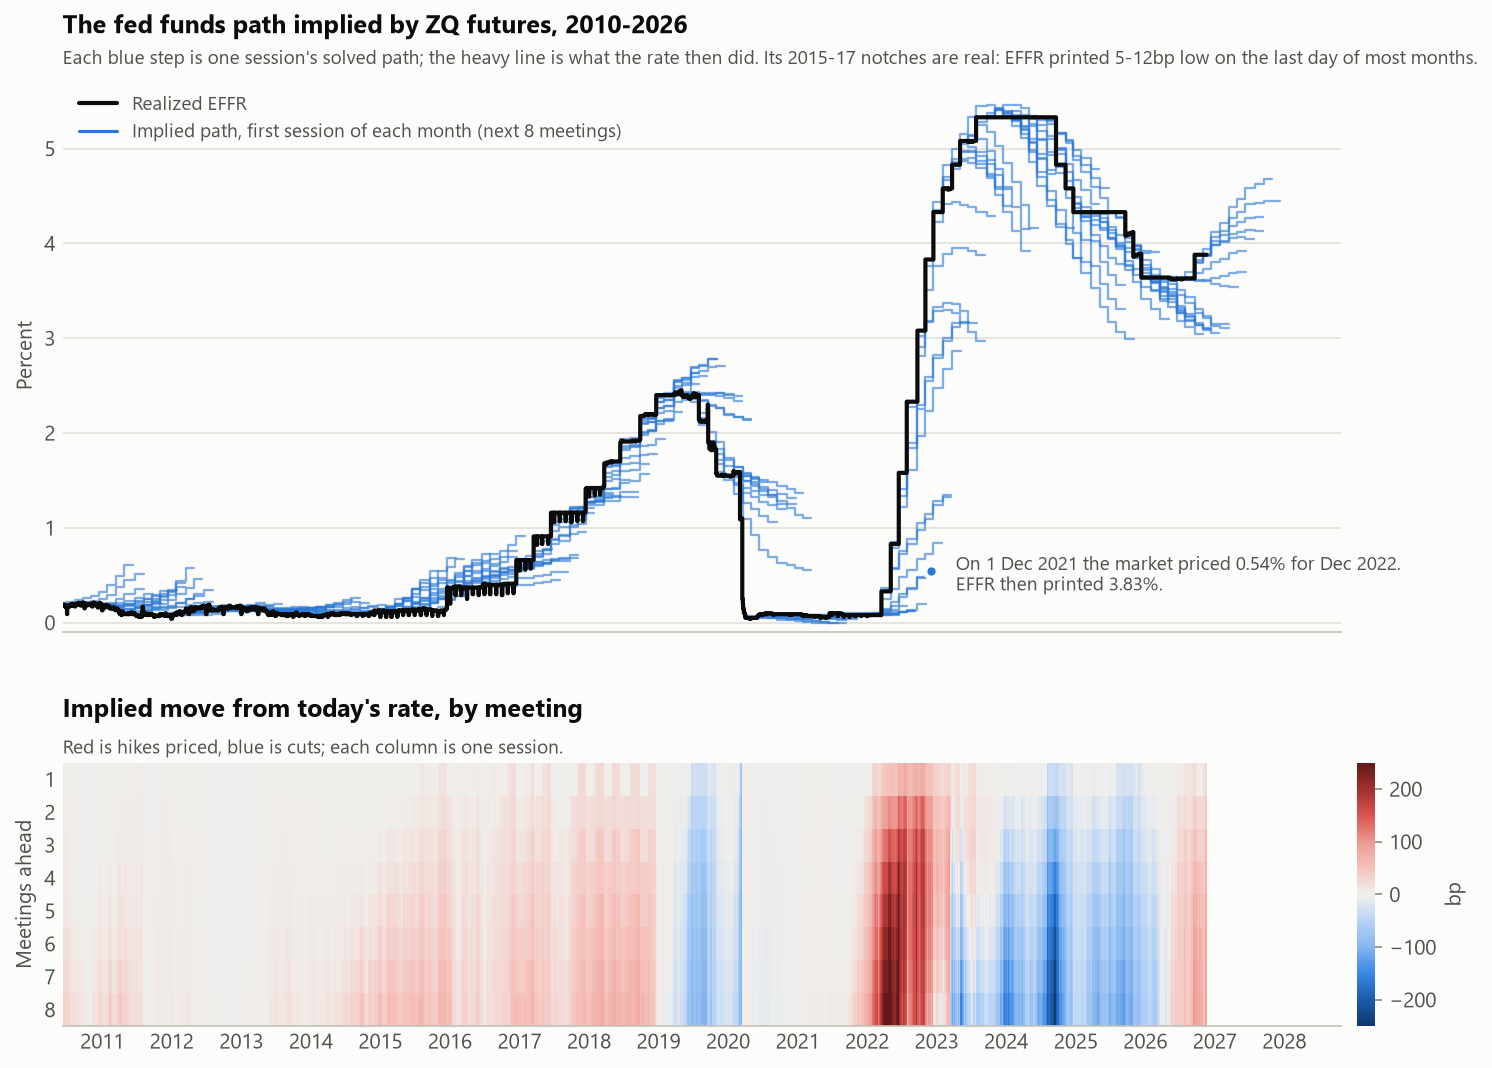 The fed funds path implied by ZQ futures, 2010-2026
Each blue step is one session's solved path; the heavy line is what the rate then did. Its 2015-17 notches are real: EFFR printed 5-12bp low on the last day of most months.
Realized EFFR
Implied path, first session of each month (next 8 meetings)
5
4
3
2
1
0
Percent
On 1 Dec 2021 the market priced 0.54% for Dec 2022.
EFFR then printed 3.83%.
Implied move from today's rate, by meeting
Red is hikes priced, blue is cuts; each column is one session.
1
2
3
4
5
6
7
8
Meetings ahead
2011 2012 2013 2014 2015 2016 2017 2018 2019 2020 2021 2022 2023 2024 2025 2026 2027 2028
200
100
0
−100
−200
bp